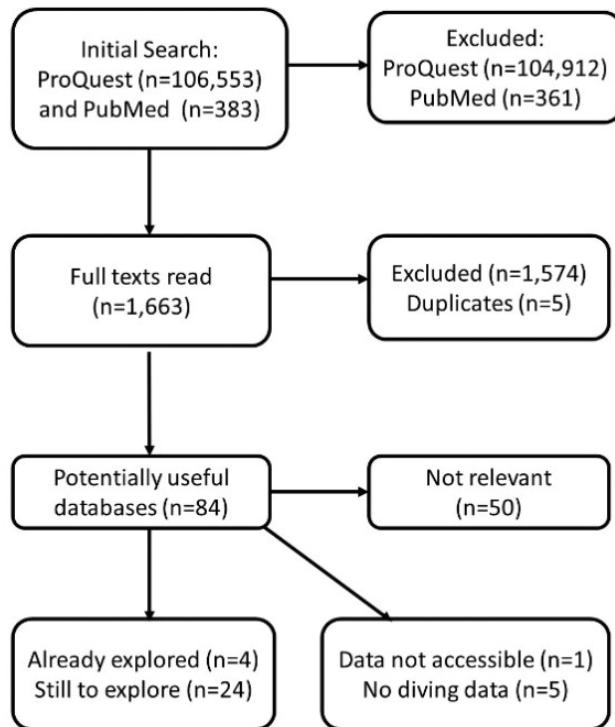 Initial Search:
ProQuest (n=106,553)
and PubMed (n=383)
Excluded:
ProQuest (n=104,912)
PubMed (n=361)
Full texts read
(n=1,663)
Excluded (n=1,574)
Duplicates (n=5)
Potentially useful
databases (n=84)
Not relevant
(n=50)
Already explored (n=4)
Still to explore (n=24)
Data not accessible (n=1)
No diving data (n=5)